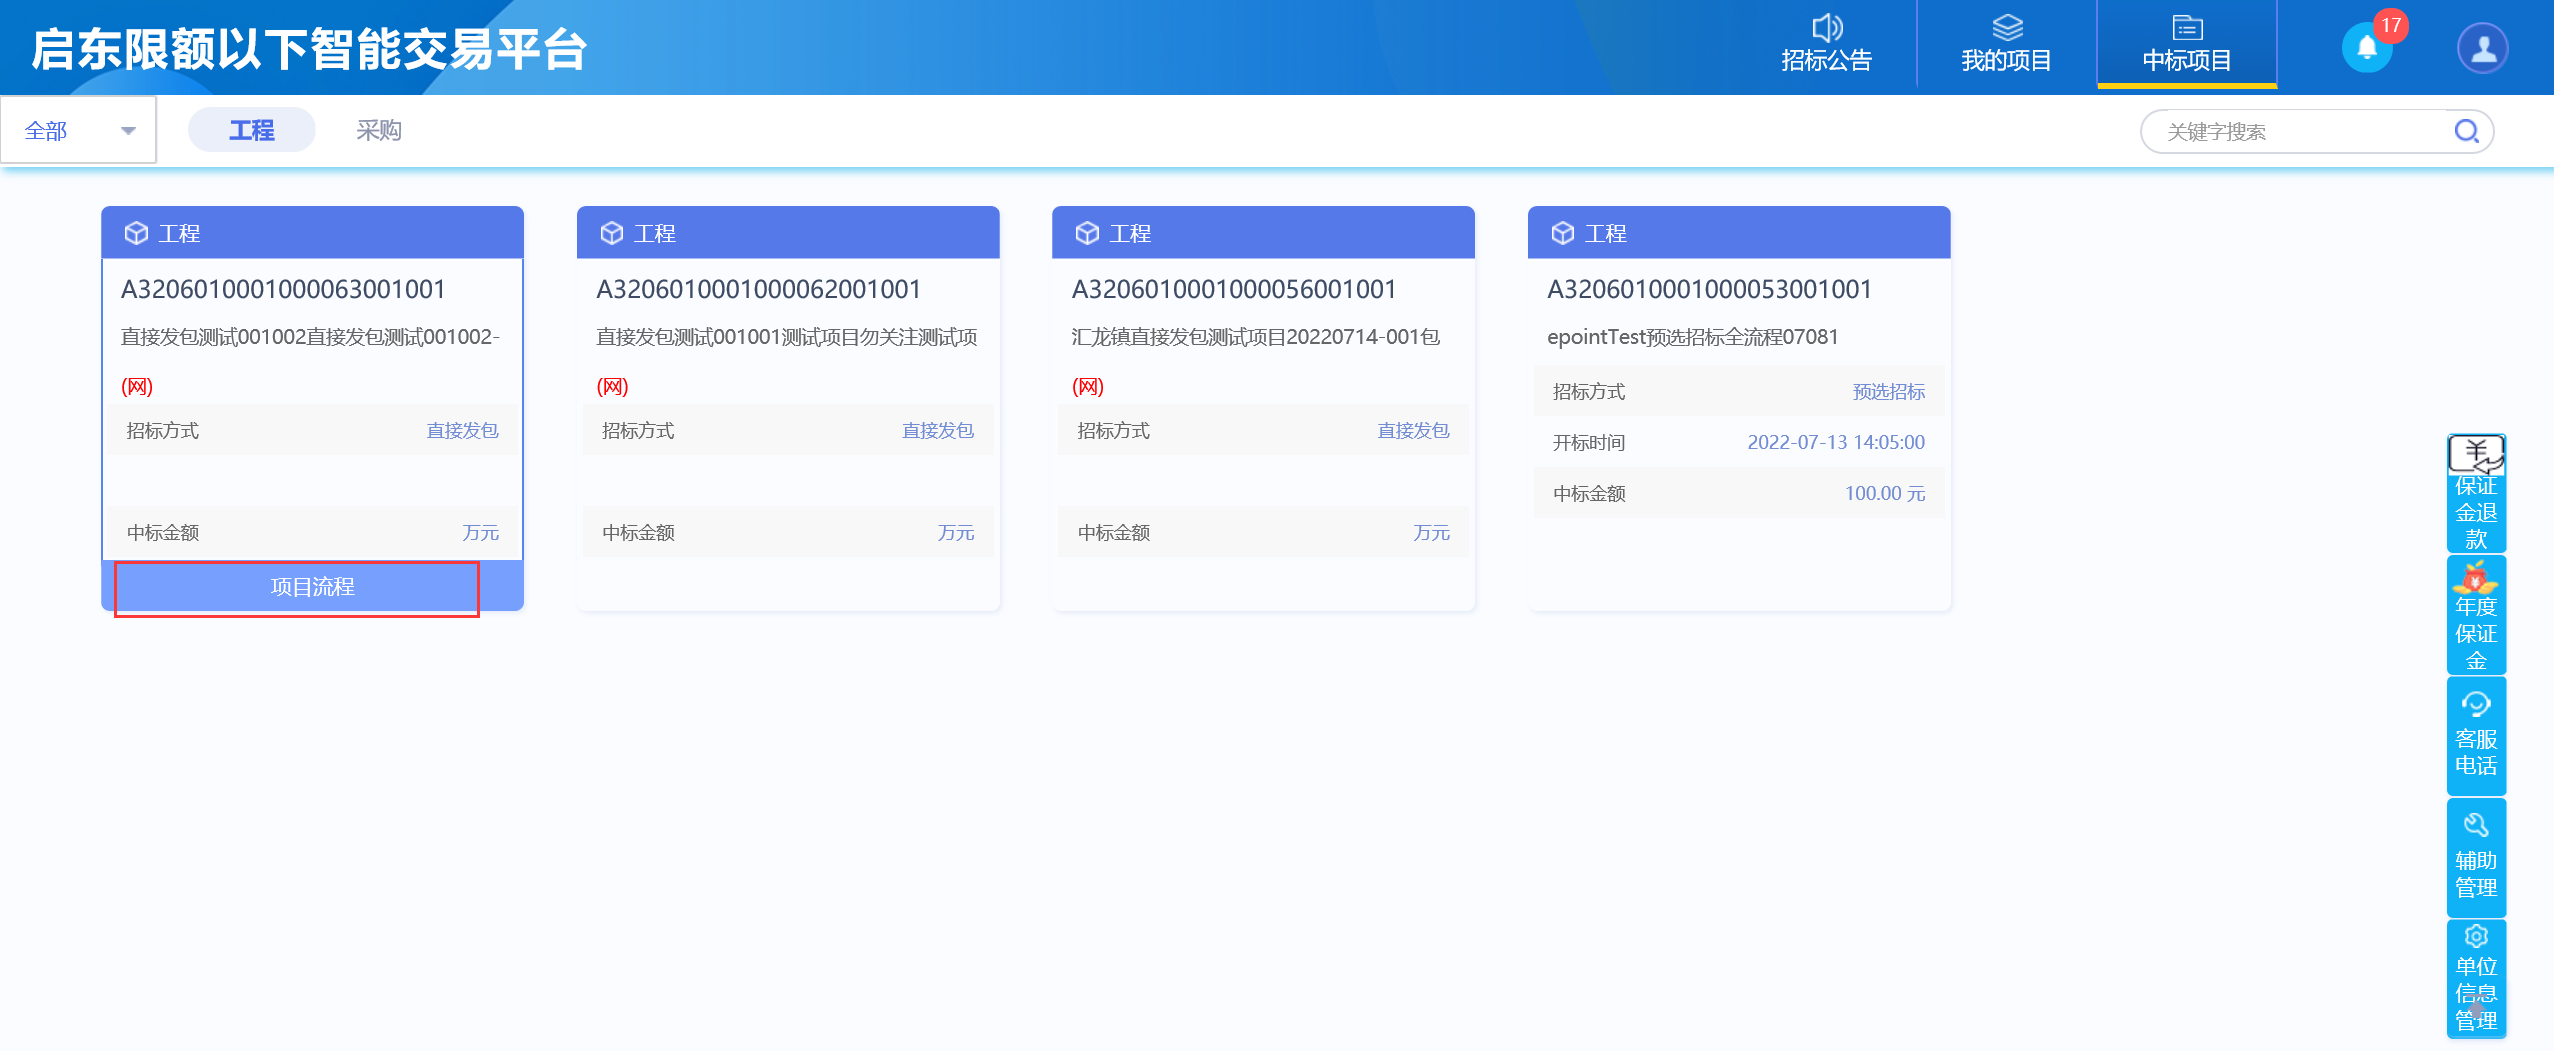 启东限额以下智能交易平台
招标公告
我的项目
中标项目
17
全部
工程
采购
关键字搜索
工程
A3206010001000063001001
直接发包测试001002直接发包测试001002-
(网)
招标方式
直接发包
中标金额
万元
项目流程
工程
A3206010001000062001001
直接发包测试001001测试项目勿关注测试项
(网)
招标方式
直接发包
中标金额
万元
工程
A3206010001000056001001
汇龙镇直接发包测试项目20220714-001包
(网)
招标方式
直接发包
中标金额
万元
工程
A3206010001000053001001
epointTest预选招标全流程07081
招标方式
预选招标
开标时间
2022-07-13 14:05:00
中标金额
100.00 元
保证
金退
款
年度
保证
金
客服
电话
辅助
管理
单位
信息
管理